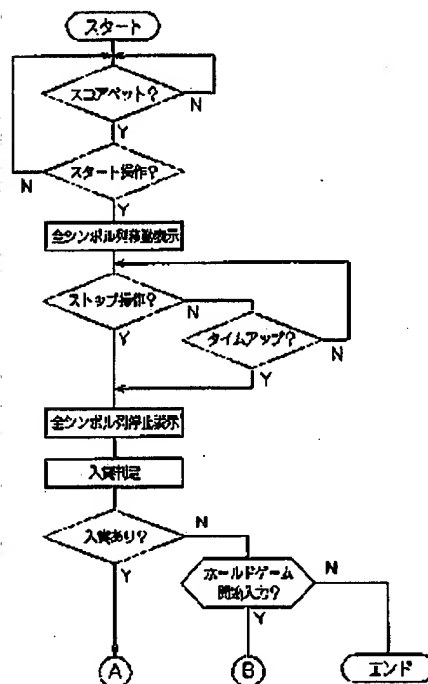 スタート
スコアベット?
N
Y
スタート操作?
N
Y
全シンボル列移動表示
ストップ操作?
N
Y
タイムアップ?
N
Y
全シンボル列停止表示
入賞判定
入賞あり?
N
Y
ホールドゲーム
開始入力?
N
Y
A
B
エンド